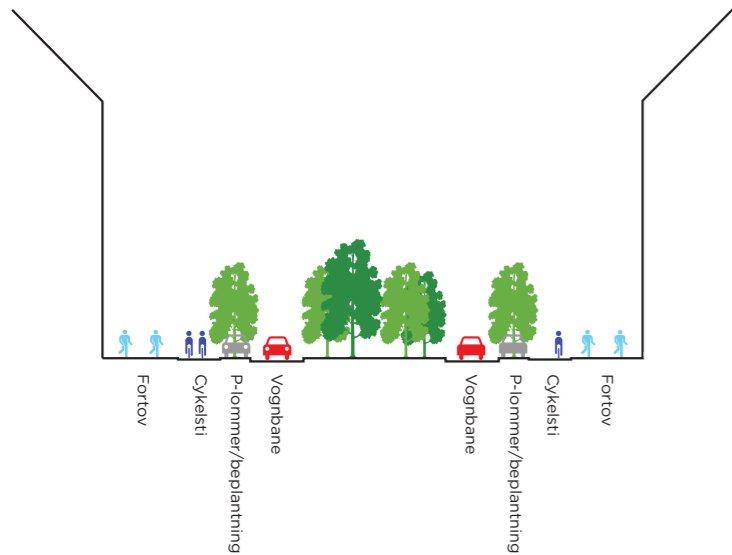 Fortov
Cykelsti
P-lommer/beplantning
Vognbane
Vognbane
P-lommer/beplantning
Cykelsti
Fortov